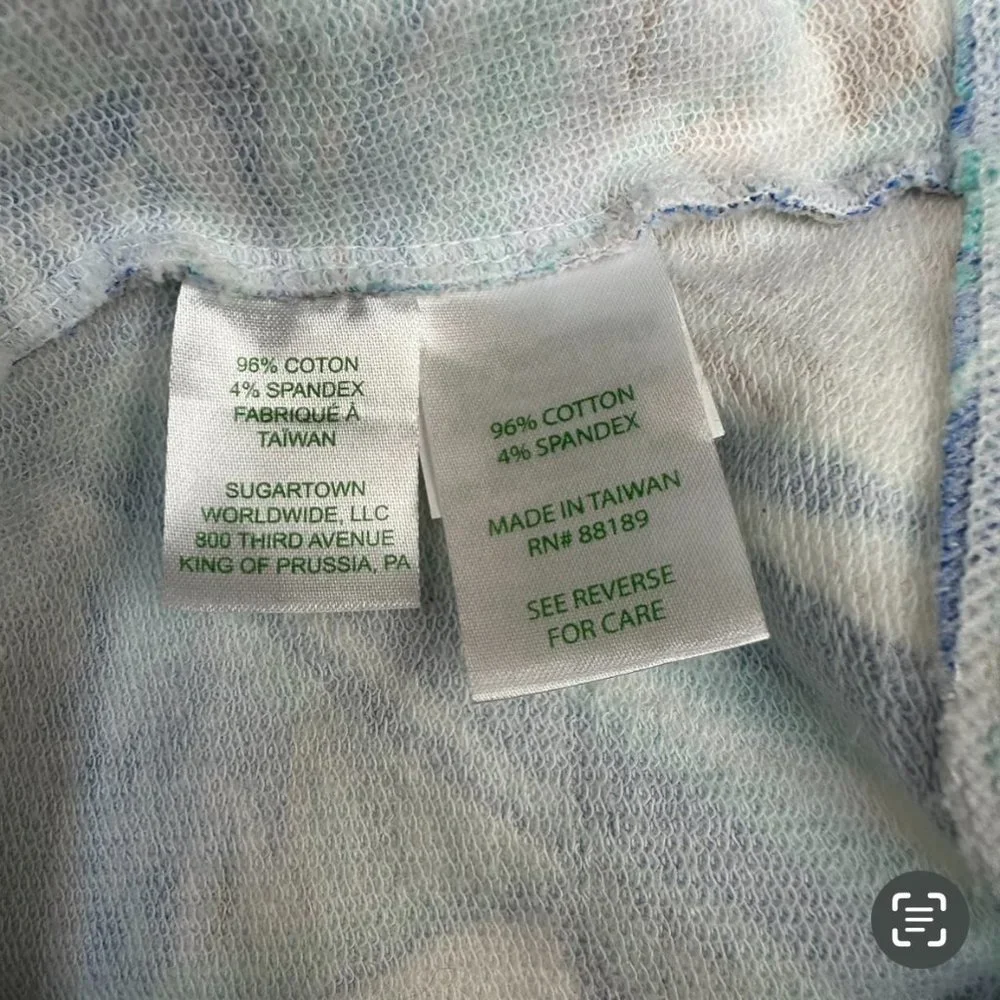 96% COTON
4% SPANDEX
FABRIQUÉ À
TAÏWAN
SUGARTOWN
WORLDWIDE, LLC
800 THIRD AVENUE
KING OF PRUSSIA, PA
96% COTTON
4% SPANDEX
MADE IN TAIWAN
RN# 88189
SEE REVERSE
FOR CARE